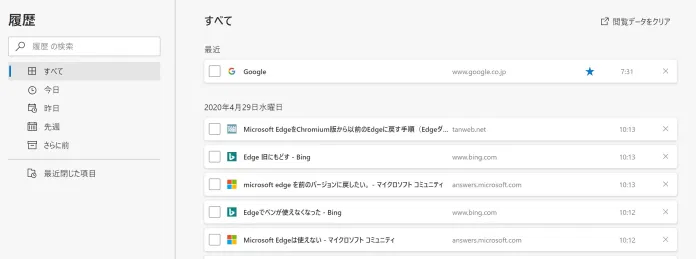 履歴
履歴 の検索
すべて
今日
昨日
先週
さらに前
最近閉じた項目
すべて
閲覧データをクリア
最近
Google www.google.co.jp 7:31
2020年4月29日水曜日
Microsoft EdgeをChromium版から以前のEdgeに戻す手順（Edgeダ... tanweb.net 10:13
Edge 旧にもどす - Bing www.bing.com 10:13
microsoft edge を前のバージョンに戻したい。 - マイクロソフト コミュニティ answers.microsoft.com 10:13
Edgeでペンが使えなくなった - Bing www.bing.com 10:12
Microsoft Edgeは使えない - マイクロソフト コミュニティ answers.microsoft.com 10:12